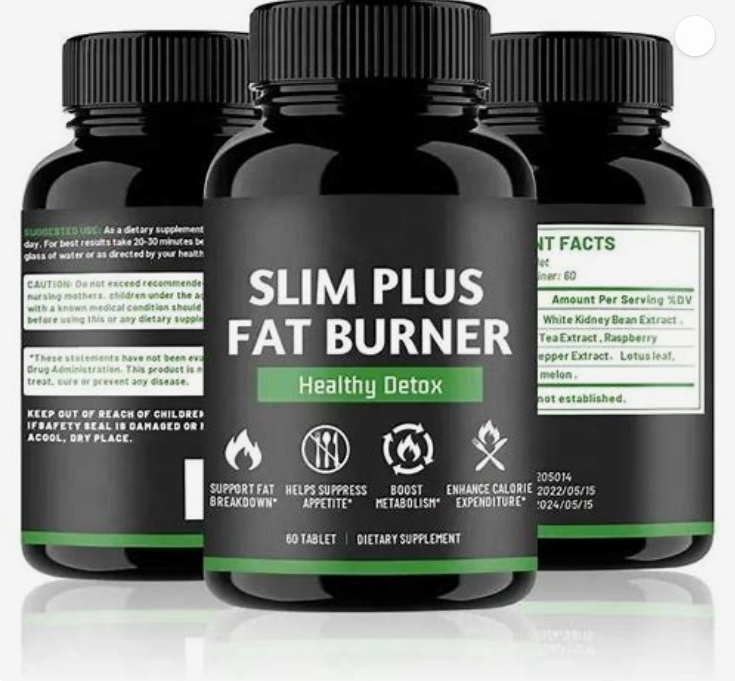 SUGGESTED USE: As a dietary supplement
day. For best results take 20-30 minutes be
glass of water or as directed by your health
CAUTION: Do not exceed recommende
nursing mothers, children under the ag
with a known medical condition should
before using this or any dietary supple
*These statements have not been eva
Drug Administration. This product is n
treat, cure or prevent any disease.
KEEP OUT OF REACH OF CHILDREN
IF SAFETY SEAL IS DAMAGED OR
ACOOL, DRY PLACE.
SLIM PLUS
FAT BURNER
Healthy Detox
SUPPORT FAT
BREAKDOWN*
HELPS SUPPRESS
APPETITE*
BOOST
METABOLISM*
ENHANCE CALORIE
EXPENDITURE*
60 TABLET | DIETARY SUPPLEMENT
NT FACTS
let
iner: 60
Amount Per Serving %DV
White Kidney Bean Extract .
Tea Extract , Raspberry
epper Extract. Lotus leaf,
melon .
not established.
205014
2022/05/15
2024/05/15